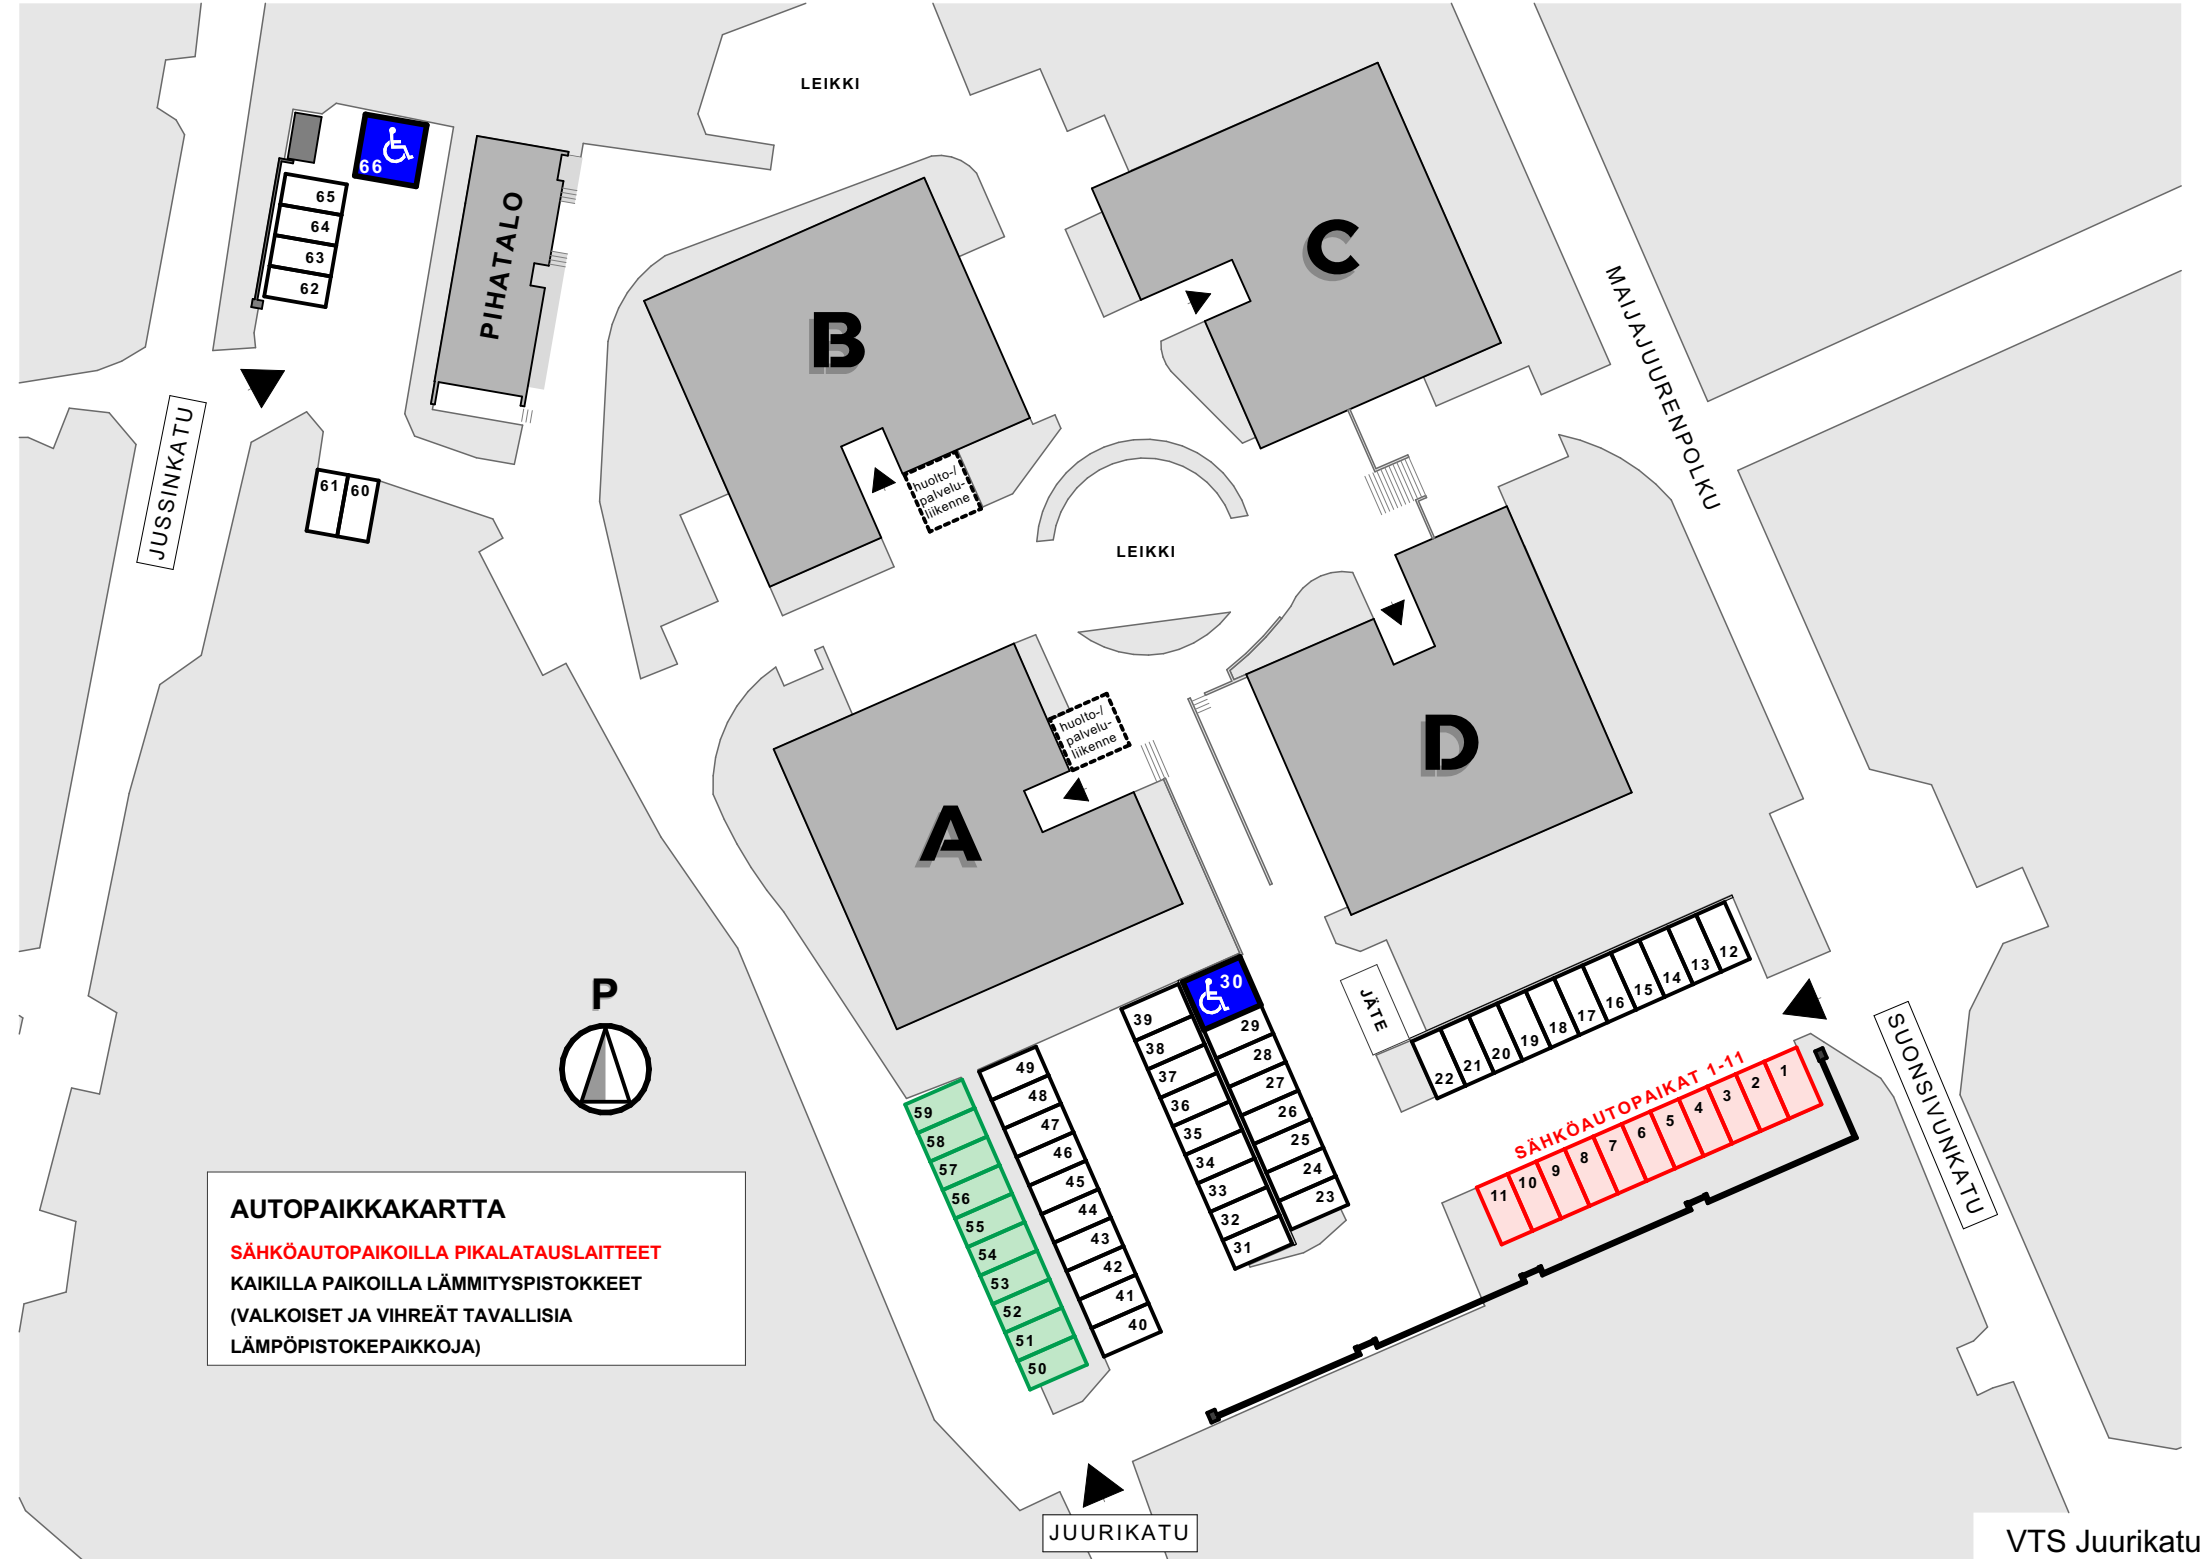 LEIKKI
66
65
64
63
62
PIHATALO
C
B
MAIJAJUURENPOLKU
JUSSINKATU
61
60
huolto-/
palvelu-
liikenne
LEIKKI
huolto-/
palvelu-
liikenne
D
A
P
JÄTE
12
13
14
15
16
17
18
19
20
21
22
30
29
28
27
26
25
24
23
39
38
37
36
35
34
33
32
31
49
48
47
46
45
44
43
42
41
40
59
58
57
56
55
54
53
52
51
50
SÄHKÖAUTOPAIKAT 1-11
1
2
3
4
5
6
7
8
9
10
11
SUONSIVUNKATU
AUTOPAIKKAKARTTA
SÄHKÖAUTOPAIKOILLA PIKALATAUSLAITTEET
KAIKILLA PAIKOILLA LÄMMITYSPISTOKKEET
(VALKOISET JA VIHREÄT TAVALLISIA
LÄMPÖPISTOKEPAIKKOJA)
JUURIKATU
VTS Juurikatu